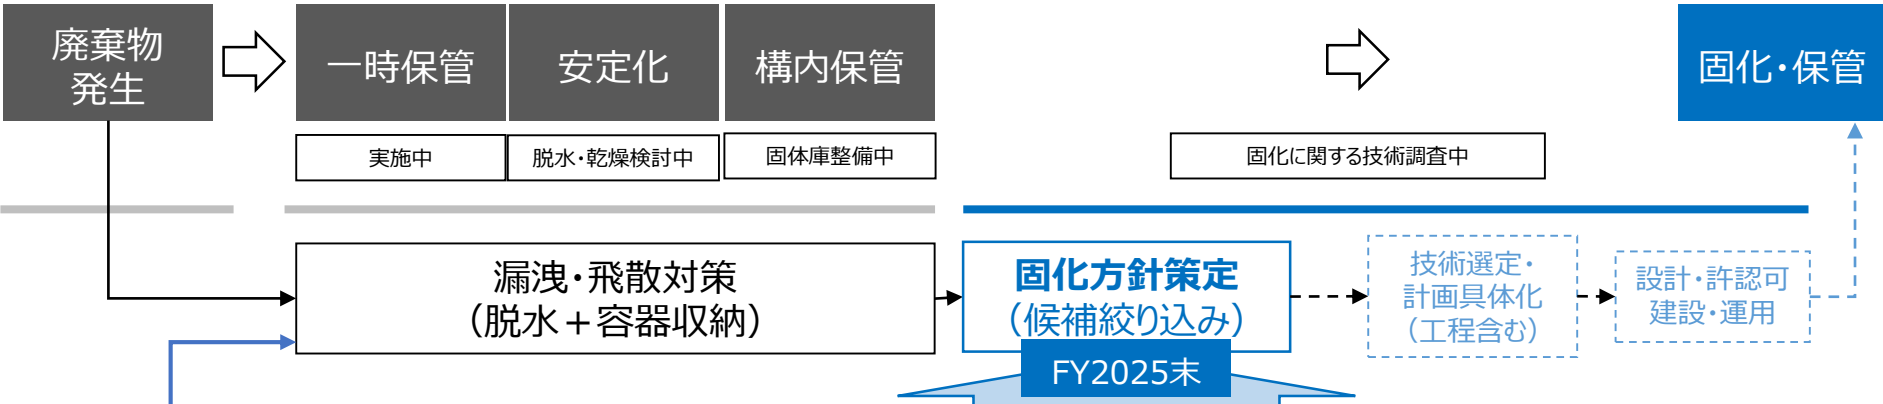 廃棄物
発生
一時保管
安定化
構内保管
固化・保管
実施中
脱水・乾燥検討中
固体庫整備中
固化に関する技術調査中
漏洩・飛散対策
（脱水＋容器収納）
固化方針策定
（候補絞り込み）
技術選定・
計画具体化
（工程含む）
設計・許認可
建設・運用
FY2025末